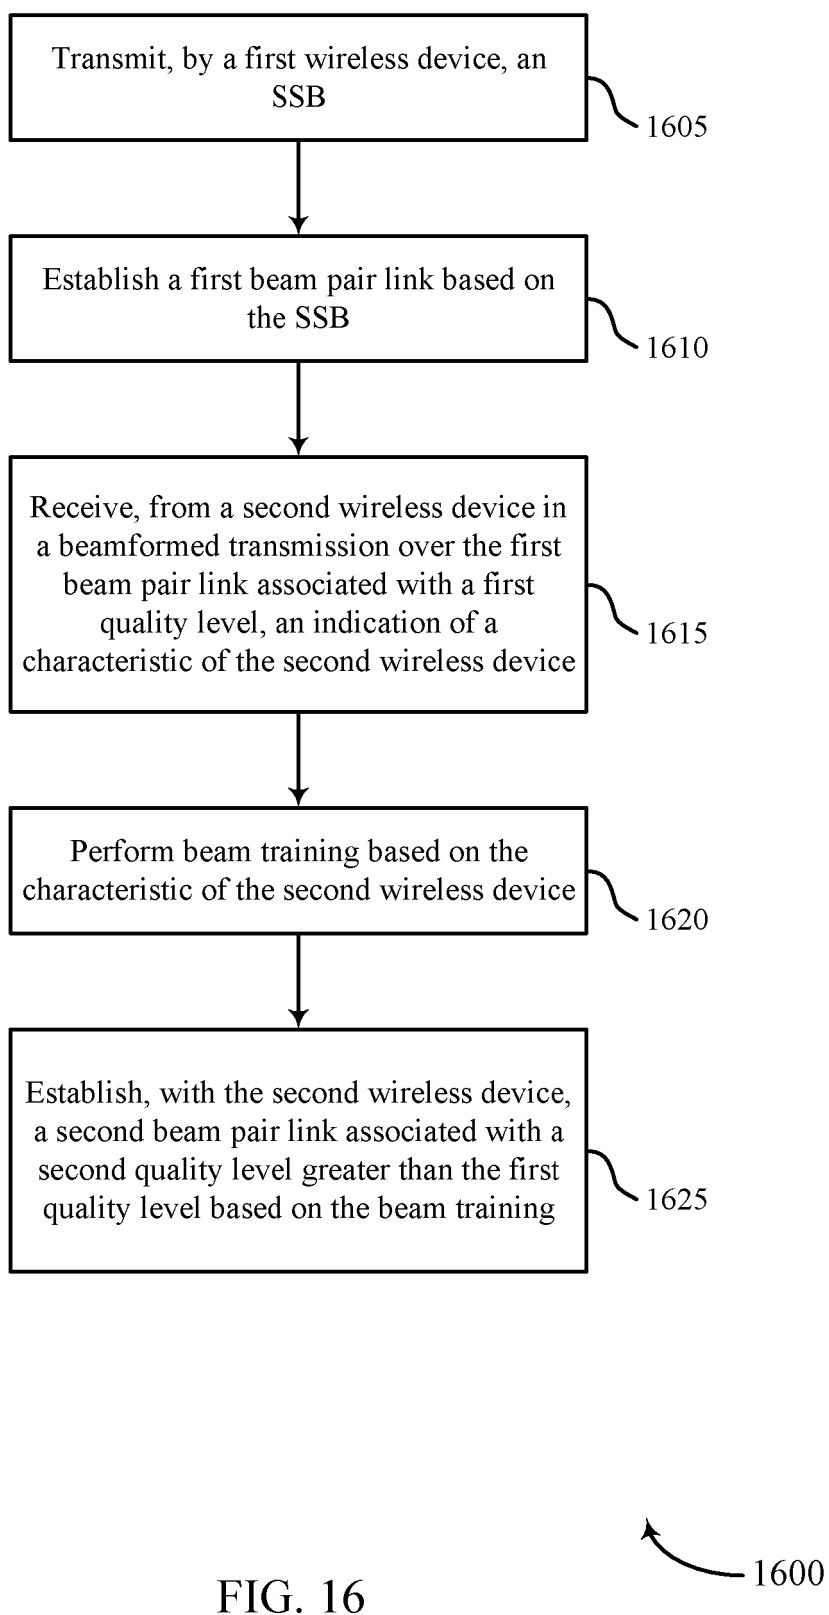 Transmit, by a first wireless device, an
SSB
1605
Establish a first beam pair link based on
the SSB
1610
Receive, from a second wireless device in
a beamformed transmission over the first
beam pair link associated with a first
quality level, an indication of a
characteristic of the second wireless device
1615
Perform beam training based on the
characteristic of the second wireless device
1620
Establish, with the second wireless device,
a second beam pair link associated with a
second quality level greater than the first
quality level based on the beam training
1625
1600
FIG. 16